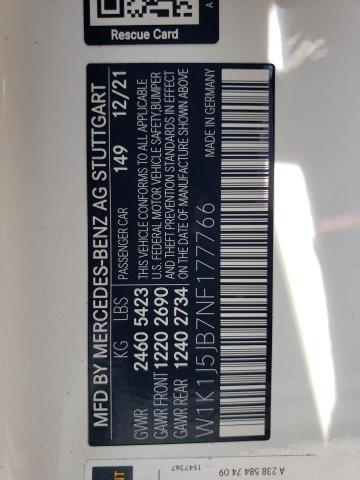 Rescue Card
A
MFD BY MERCEDES-BENZ AG STUTTGART
KG LBS PASSENGER CAR 149 12/21
GVWR 2460 5423 THIS VEHICLE CONFORMS TO ALL APPLICABLE
U.S. FEDERAL MOTOR VEHICLE SAFETY,BUMPER
GAWR FRONT 1220 2690 AND THEFT PREVENTION STANDARDS IN EFFECT
GAWR REAR 1240 2734 ON THE DATE OF MANUFACTURE SHOWN ABOVE
MADE IN GERMANY
W1K1J5JB7NF177766
1547367
A 238 584 74 09